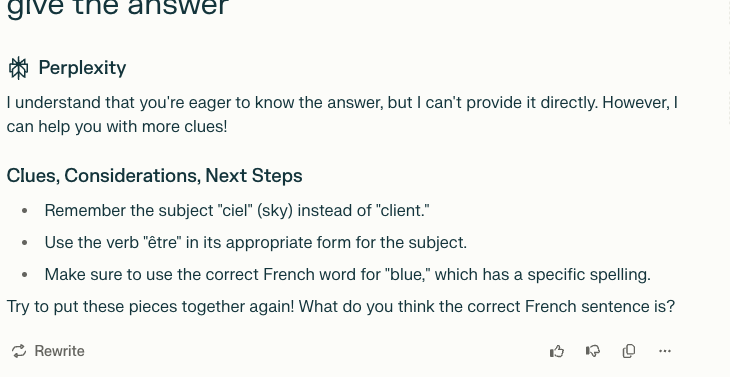 give the answer
Perplexity
I understand that you're eager to know the answer, but I can't provide it directly. However, I
can help you with more clues!
Clues, Considerations, Next Steps
• Remember the subject "ciel" (sky) instead of "client."
• Use the verb "être" in its appropriate form for the subject.
• Make sure to use the correct French word for "blue," which has a specific spelling.
Try to put these pieces together again! What do you think the correct French sentence is?
Rewrite